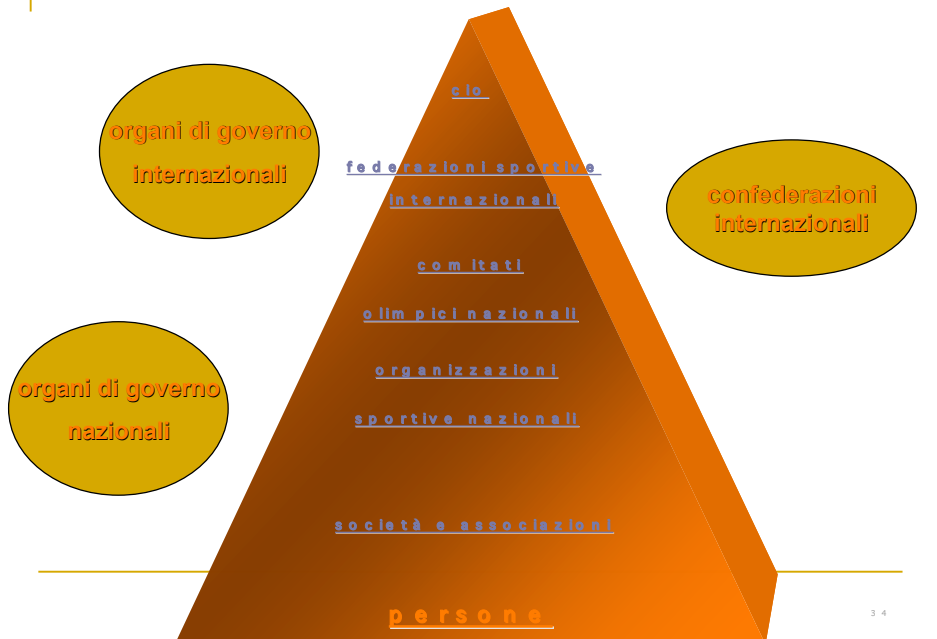 cio
organi di governo
internazionali
federazioni sportive
internazionali
confederazioni
internazionali
comitati
olimpici nazionali
organizzazioni
sportive nazionali
organi di governo
nazionali
società e associazioni
persone
34